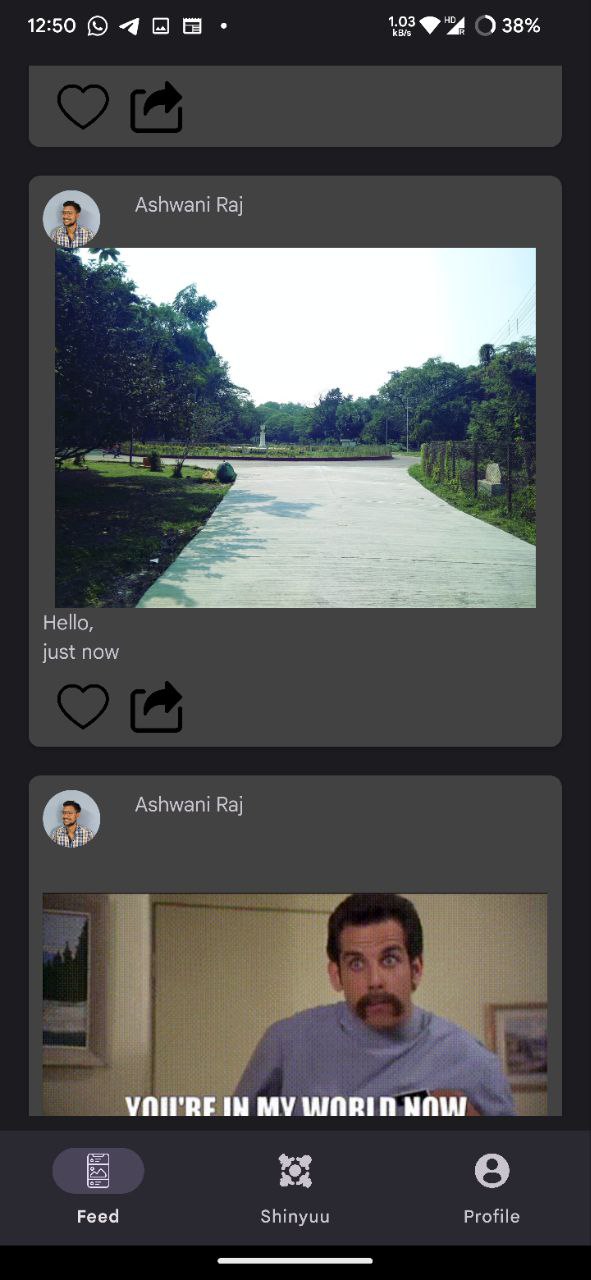 12:50
1.03
kB/s
HD
R
38%
Ashwani Raj
Hello,
just now
Ashwani Raj
YOU'RE IN MY WORLD NOW
Feed
Shinyuu
Profile